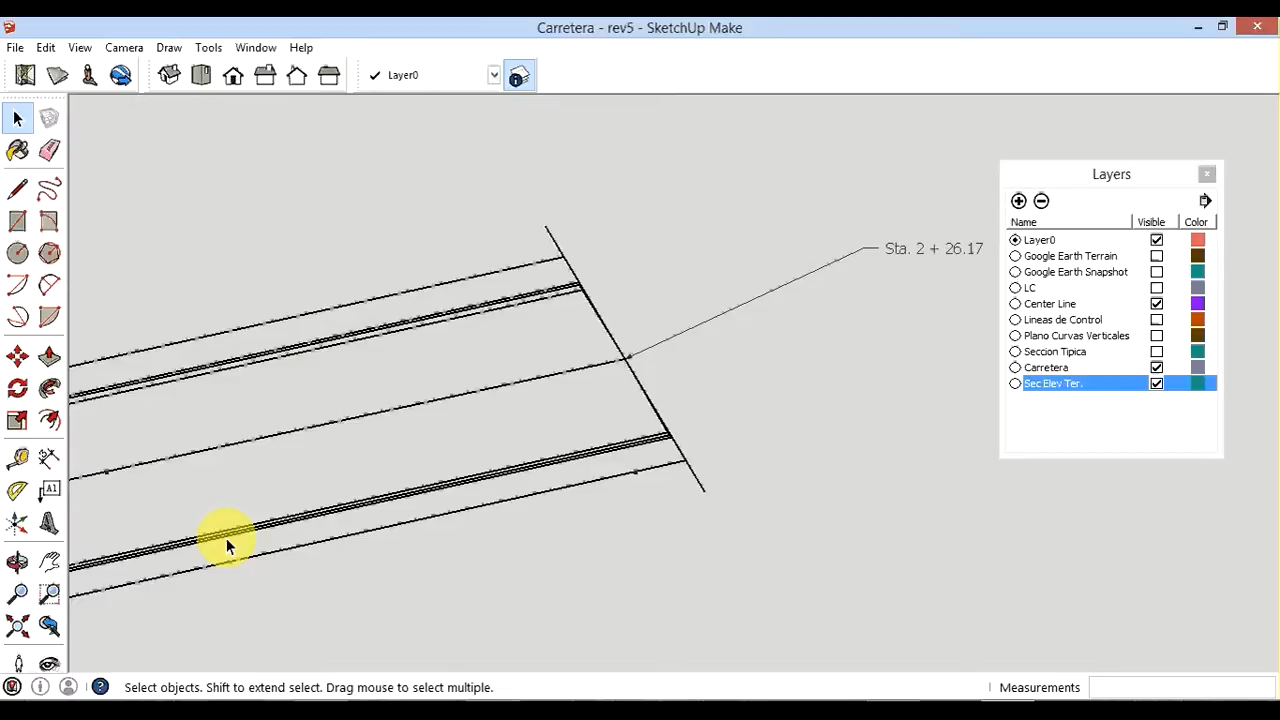 Carretera - rev5 - SketchUp Make
File Edit View Camera Draw Tools Window Help
Layer0
Layers
Name Visible Color
Layer0
Google Earth Terrain
Google Earth Snapshot
LC
Center Line
Lineas de Control
Plano Curvas Verticales
Seccion Tipica
Carretera
Sec Elev Ter.
Sta. 2 + 26.17
A1
Select objects. Shift to extend select. Drag mouse to select multiple.
Measurements